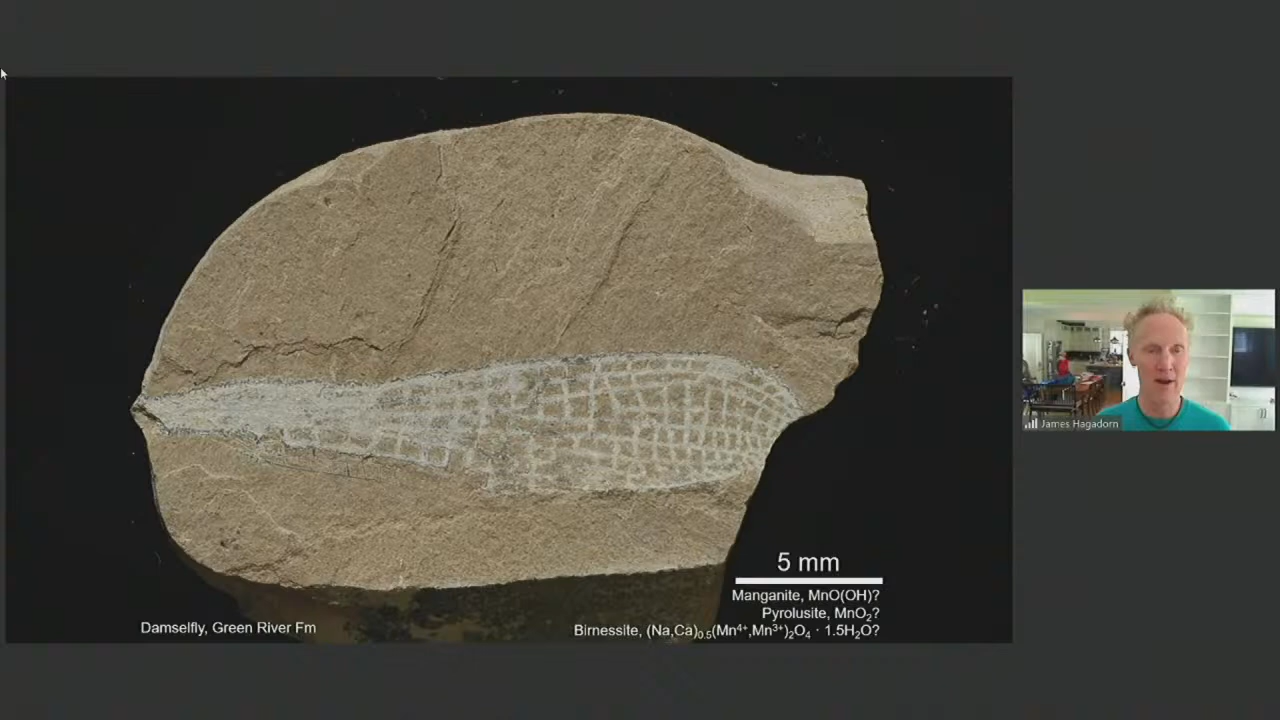 James Hagadorn
5 mm
Manganite, MnO(OH)?
Pyrolusite, MnO₂?
Damselfly, Green River Fm
Birnessite, (Na,Ca)₀.₅(Mn⁴⁺,Mn³⁺)₂O₄ · 1.5H₂O?